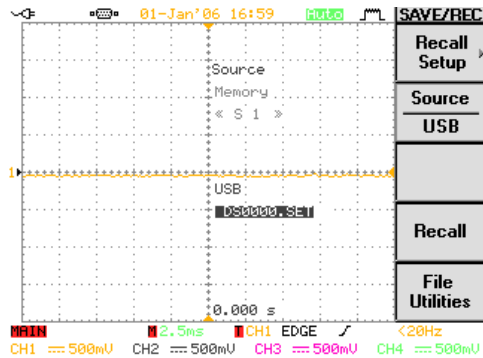 01-Jan'06 16:59 Auto SAVE/REC
Recall
Setup
Source
USB
Recall
File
Utilities
Source
Memory
« S 1 »
1
USB
DS0000.SET
0.000 s
MAIN M 2.5ms T CH1 EDGE <20Hz
CH1 500mV CH2 500mV CH3 500mV CH4 500mV